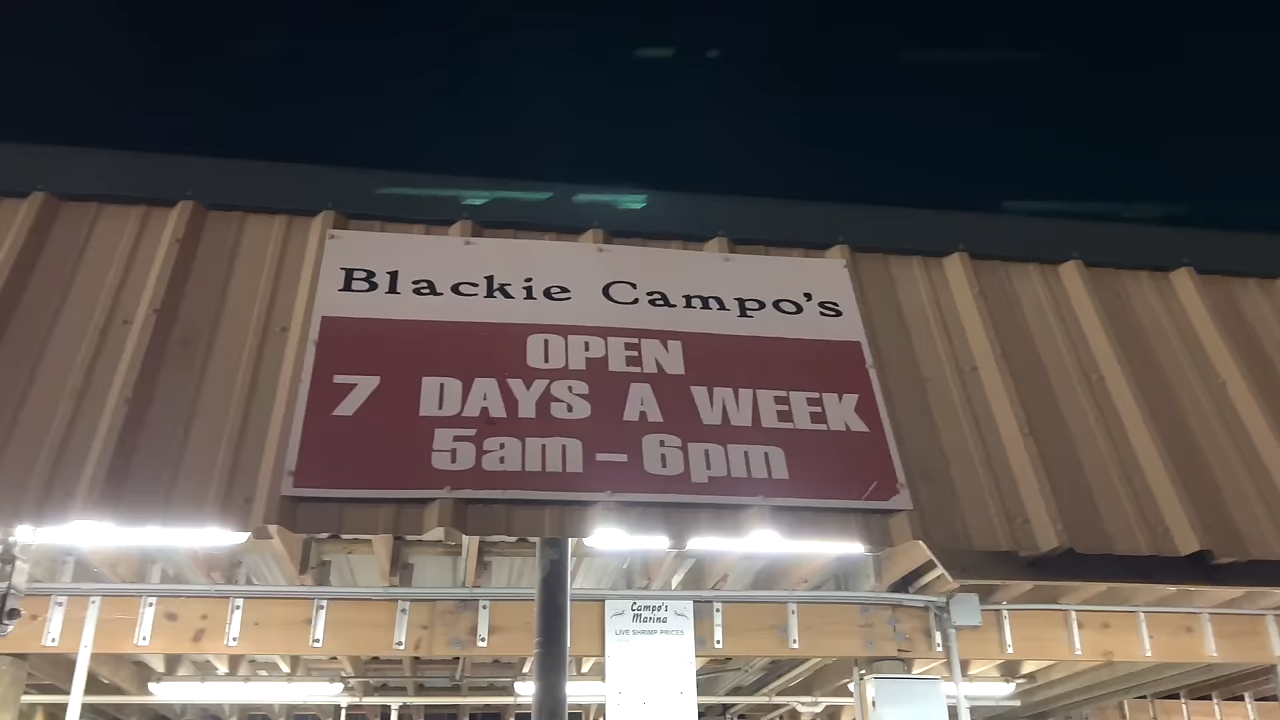 Blackie Campo's
OPEN
7 DAYS A WEEK
5am - 6pm
Campo's
Marina
LIVE SHRIMP PRICES